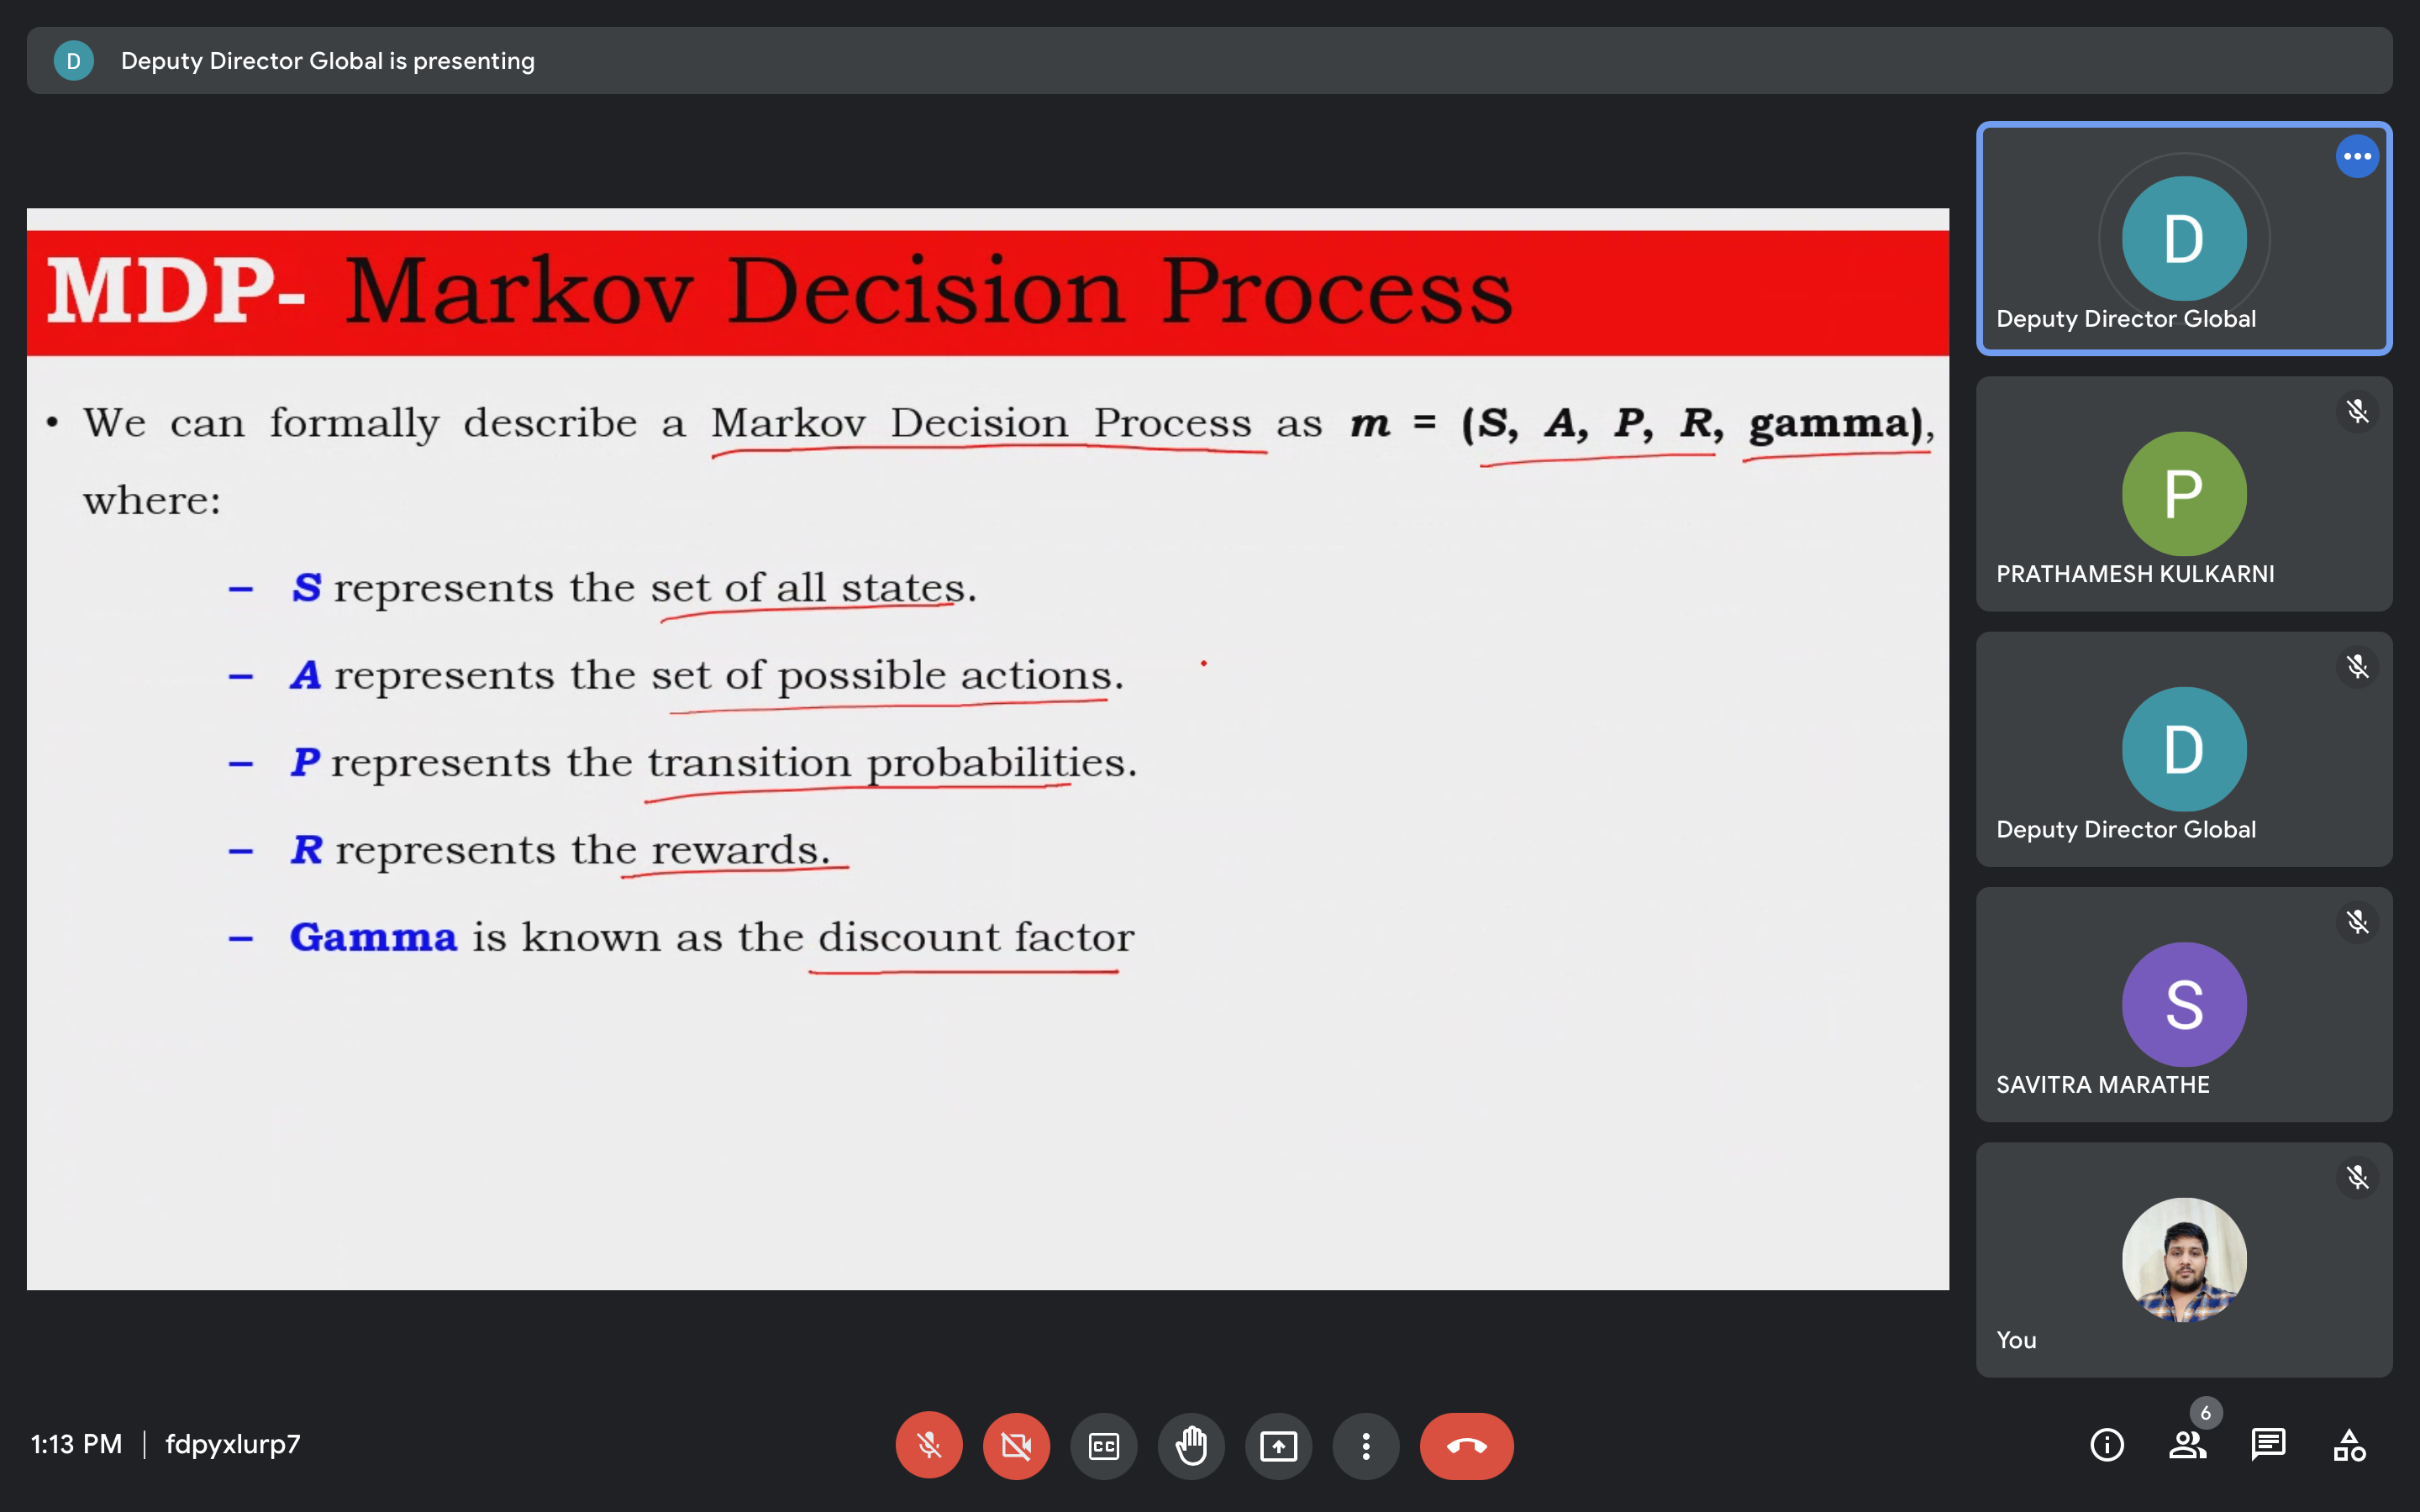 D Deputy Director Global is presenting
MDP- Markov Decision Process
• We can formally describe a Markov Decision Process as m = (S, A, P, R, gamma),
where:
– S represents the set of all states.
– A represents the set of possible actions.
– P represents the transition probabilities.
– R represents the rewards.
– Gamma is known as the discount factor
D
Deputy Director Global
P
PRATHAMESH KULKARNI
D
Deputy Director Global
S
SAVITRA MARATHE
You
1:13 PM | fdpyxlurp7
CC
6